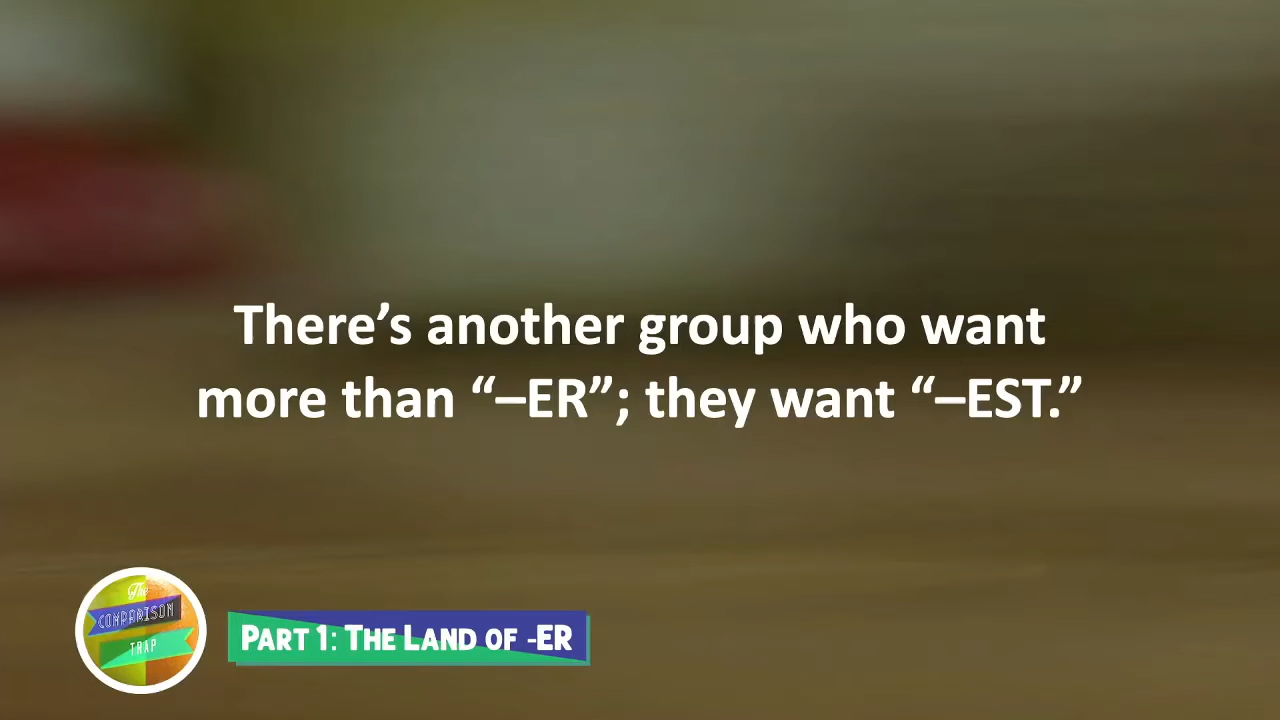 There’s another group who want
more than “–ER”; they want “–EST.”
The
COMPARISON
TRAP
PART 1: THE LAND OF -ER